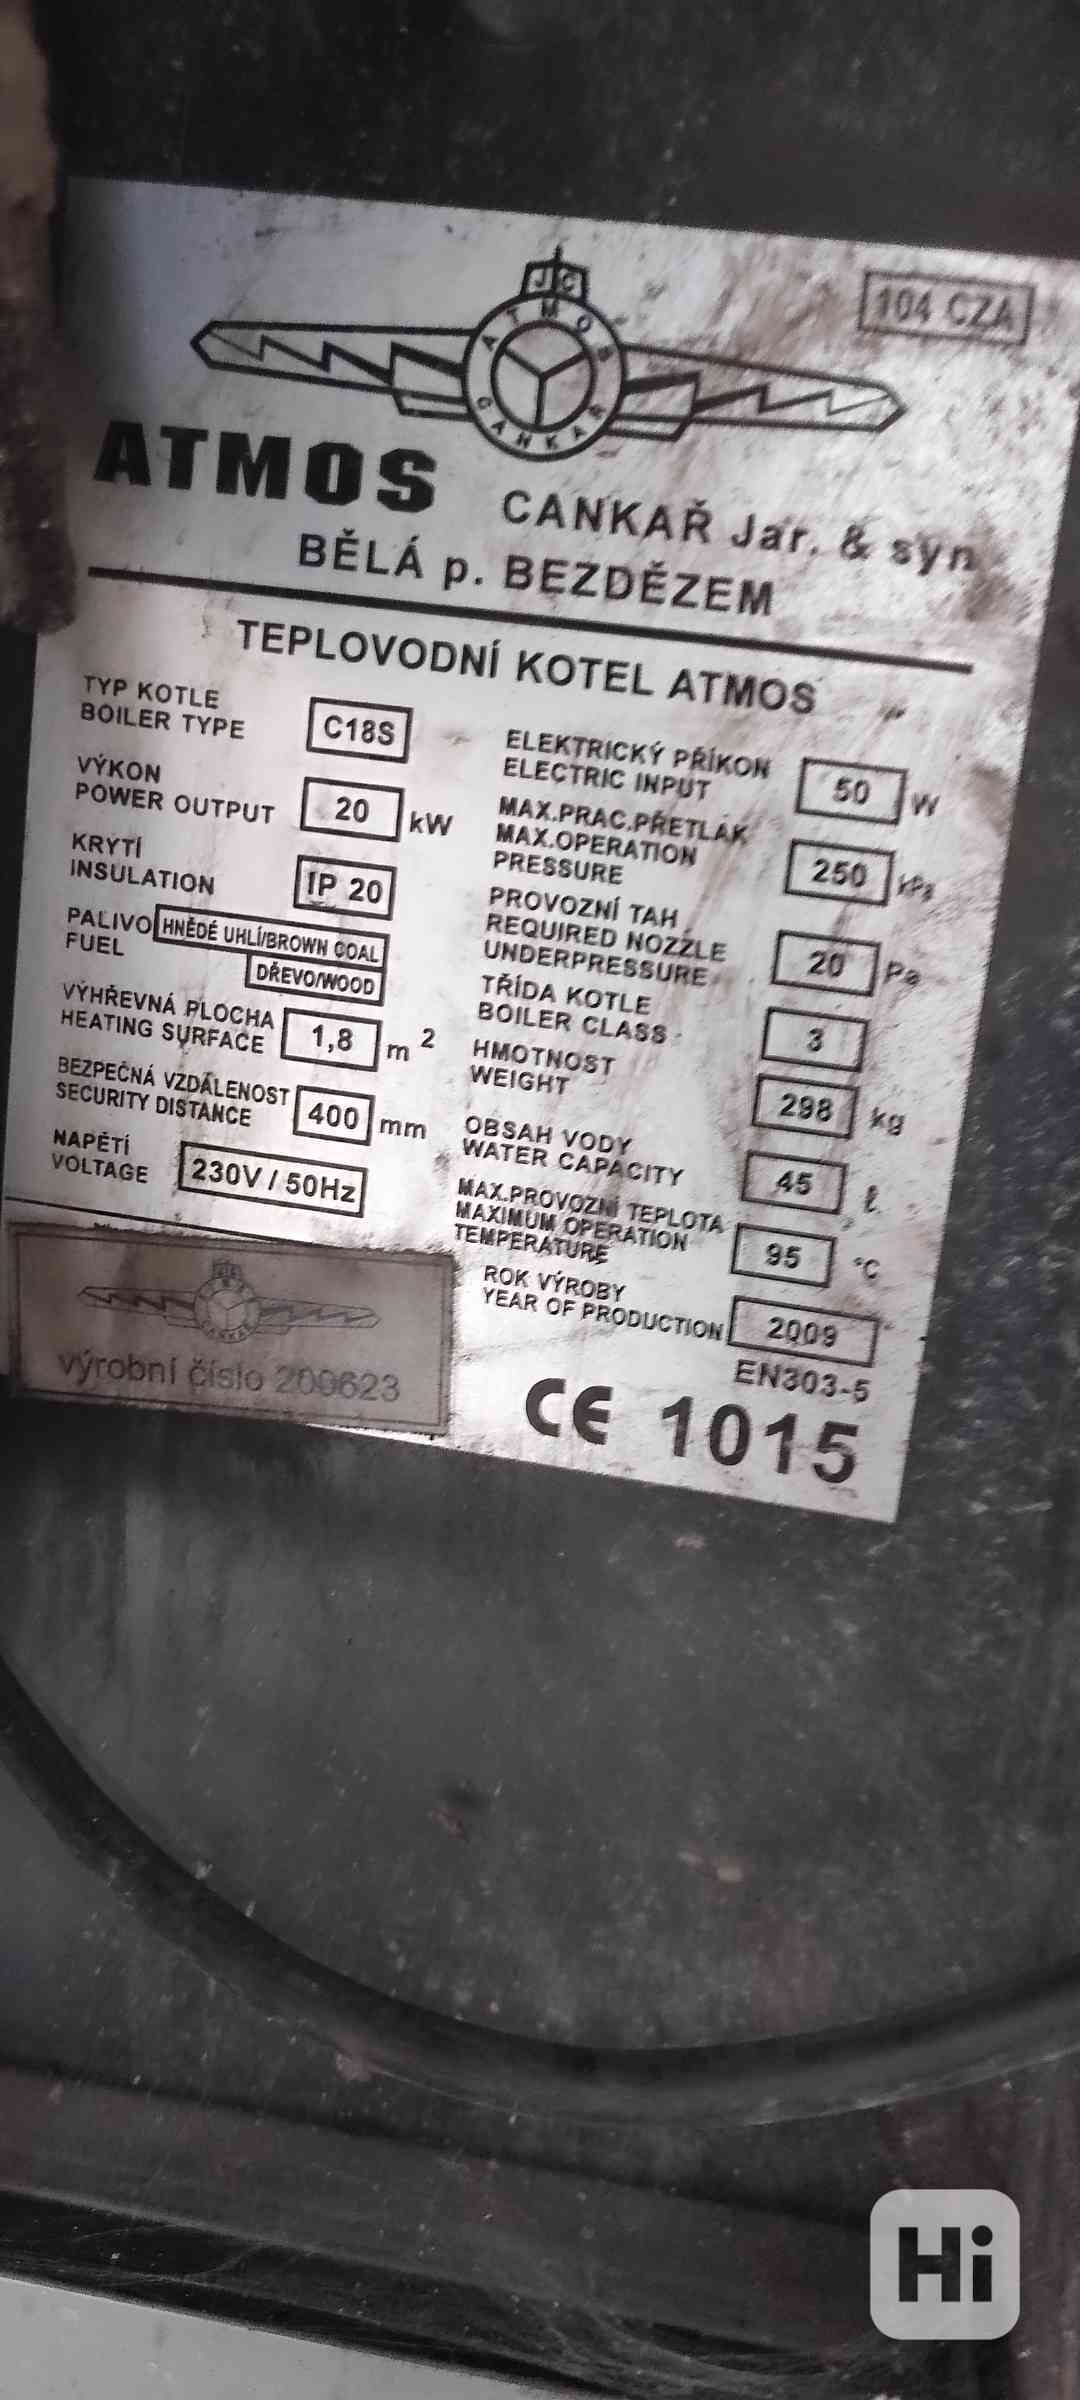 104 CZA
JC
ATMOS
CANKAŘ
ATMOS CANKAŘ Jar. & syn
BĚLÁ p. BEZDĚZEM
TEPLOVODNÍ KOTEL ATMOS
TYP KOTLE
BOILER TYPE C18S
VÝKON
POWER OUTPUT 20 kW
KRYTÍ
INSULATION IP 20
PALIVO HNĚDÉ UHLÍ/BROWN COAL
FUEL DŘEVO/WOOD
VÝHŘEVNÁ PLOCHA
HEATING SURFACE 1,8 m 2
BEZPEČNÁ VZDÁLENOST
SECURITY DISTANCE 400 mm
NAPĚTÍ
VOLTAGE 230V / 50Hz
ELEKTRICKÝ PŘÍKON
ELECTRIC INPUT 50 W
MAX.PRAC.PŘETLAK
MAX.OPERATION
PRESSURE 250 kPa
PROVOZNÍ TAH
REQUIRED NOZZLE
UNDERPRESSURE 20 Pa
TŘÍDA KOTLE
BOILER CLASS 3
HMOTNOST
WEIGHT 298 kg
OBSAH VODY
WATER CAPACITY 45 ℓ
MAX.PROVOZNÍ TEPLOTA
MAXIMUM OPERATION
TEMPERATURE 95 °C
ROK VÝROBY
YEAR OF PRODUCTION 2009
EN303-5
CE 1015
CANKAŘ
výrobní číslo 200623
Hi